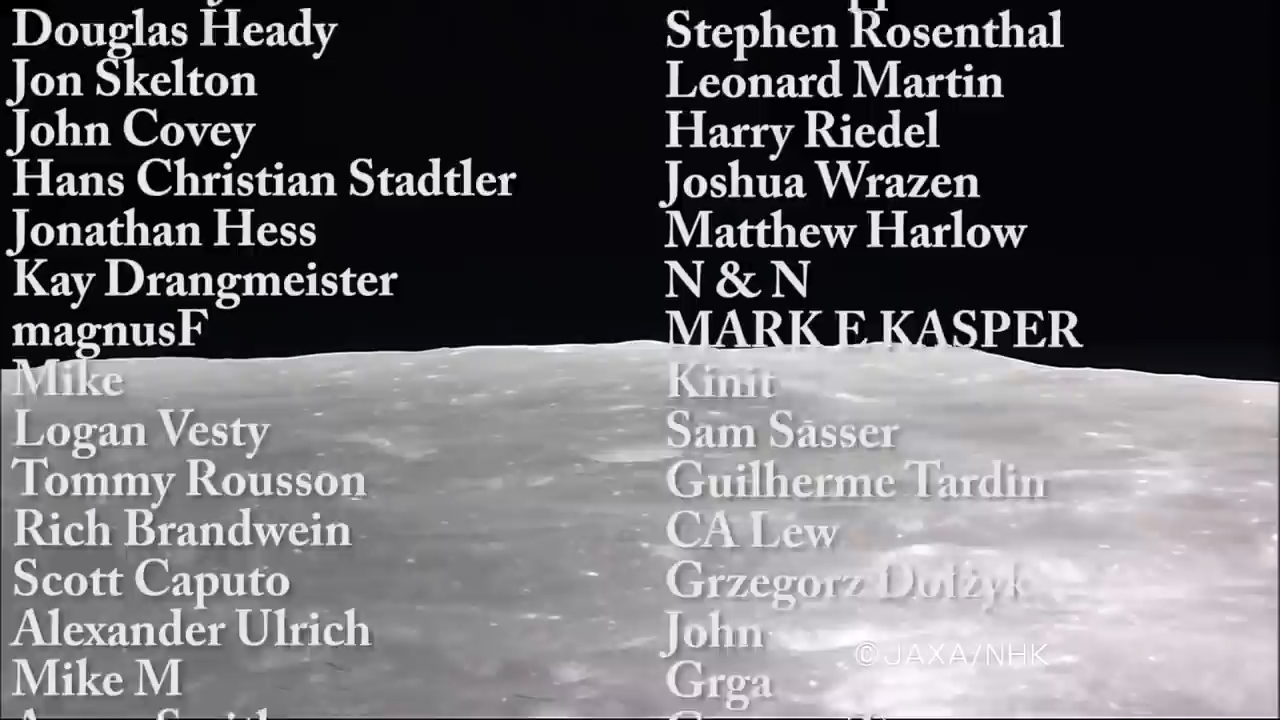 Douglas Heady
Jon Skelton
John Covey
Hans Christian Stadtler
Jonathan Hess
Kay Drangmeister
magnusF
Mike
Logan Vesty
Tommy Rousson
Rich Brandwein
Scott Caputo
Alexander Ulrich
Mike M
Stephen Rosenthal
Leonard Martin
Harry Riedel
Joshua Wrazen
Matthew Harlow
N & N
MARK E KASPER
Kinit
Sam Sasser
Guilherme Tardin
CA Lew
Grzegorz Dołżyk
John
Grga
©JAXA/NHK